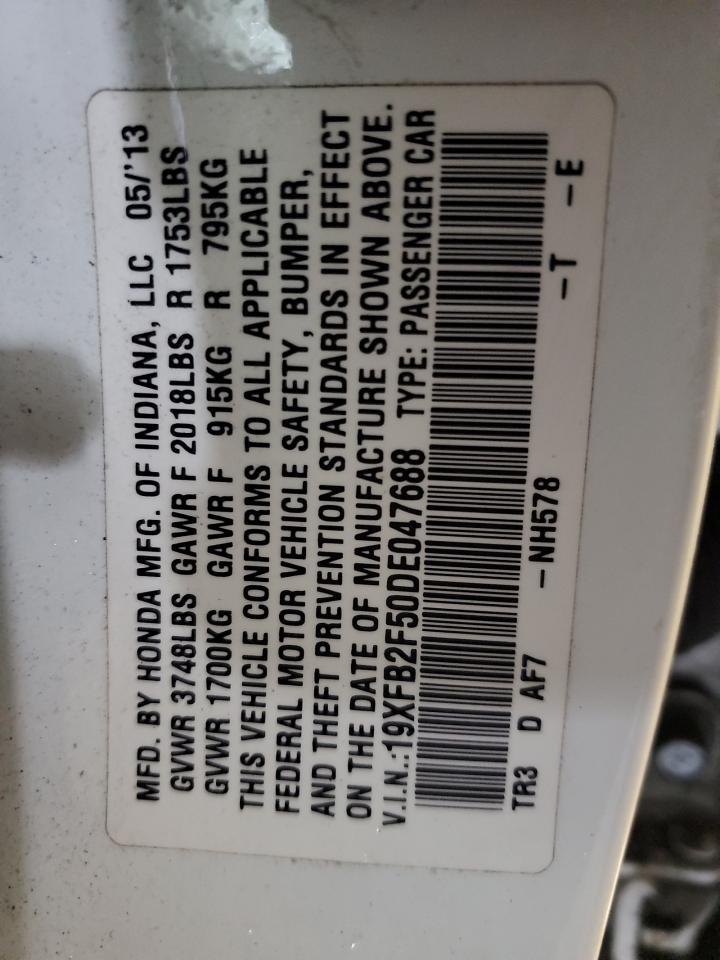 MFD. BY HONDA MFG. OF INDIANA, LLC 05/'13
GVWR 3748LBS GAWR F 2018LBS R 1753LBS
GVWR 1700KG GAWR F 915KG R 795KG
THIS VEHICLE CONFORMS TO ALL APPLICABLE
FEDERAL MOTOR VEHICLE SAFETY, BUMPER,
AND THEFT PREVENTION STANDARDS IN EFFECT
ON THE DATE OF MANUFACTURE SHOWN ABOVE.
V.I.N.:19XFB2F50DE047688 TYPE: PASSENGER CAR
TR3 D AF7 – NH578 – T – E